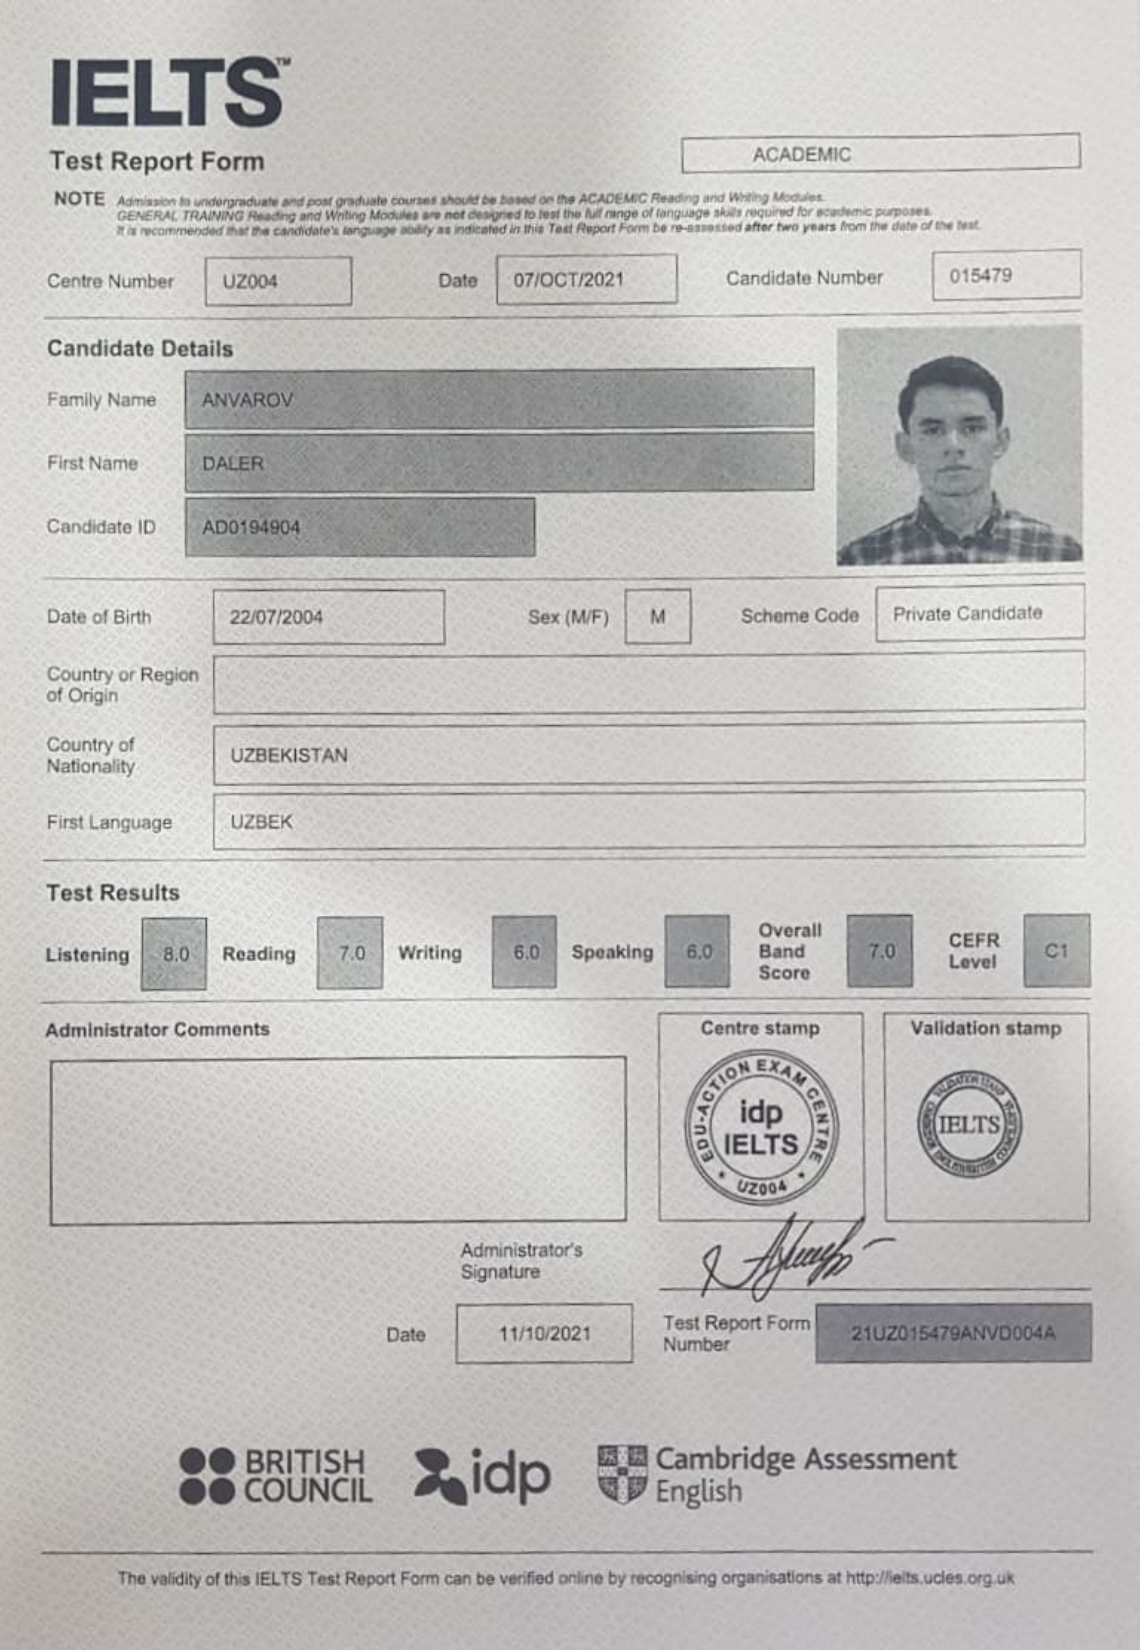 IELTS™
Test Report Form
ACADEMIC
NOTE Admission to undergraduate and post graduate courses should be based on the ACADEMIC Reading and Writing Modules.
GENERAL TRAINING Reading and Writing Modules are not designed to test the full range of language skills required for academic purposes.
It is recommended that the candidate's language ability as indicated in this Test Report Form be re-assessed after two years from the date of the test.
Centre Number UZ004 Date 07/OCT/2021 Candidate Number 015479
Candidate Details
Family Name ANVAROV
First Name DALER
Candidate ID AD0194904
Date of Birth 22/07/2004 Sex (M/F) M Scheme Code Private Candidate
Country or Region
of Origin
Country of
Nationality UZBEKISTAN
First Language UZBEK
Test Results
Listening 8.0 Reading 7.0 Writing 6.0 Speaking 6.0 Overall Band Score 7.0 CEFR Level C1
Administrator Comments
Centre stamp
EDU-ACTION EXAM CENTRE
idp
IELTS
UZ004
Validation stamp
VALIDATION STAMP
IELTS
Administrator's
Signature
Date 11/10/2021
Test Report Form
Number 21UZ015479ANVD004A
BRITISH
COUNCIL
idp
Cambridge Assessment
English
The validity of this IELTS Test Report Form can be verified online by recognising organisations at http://ielts.ucles.org.uk